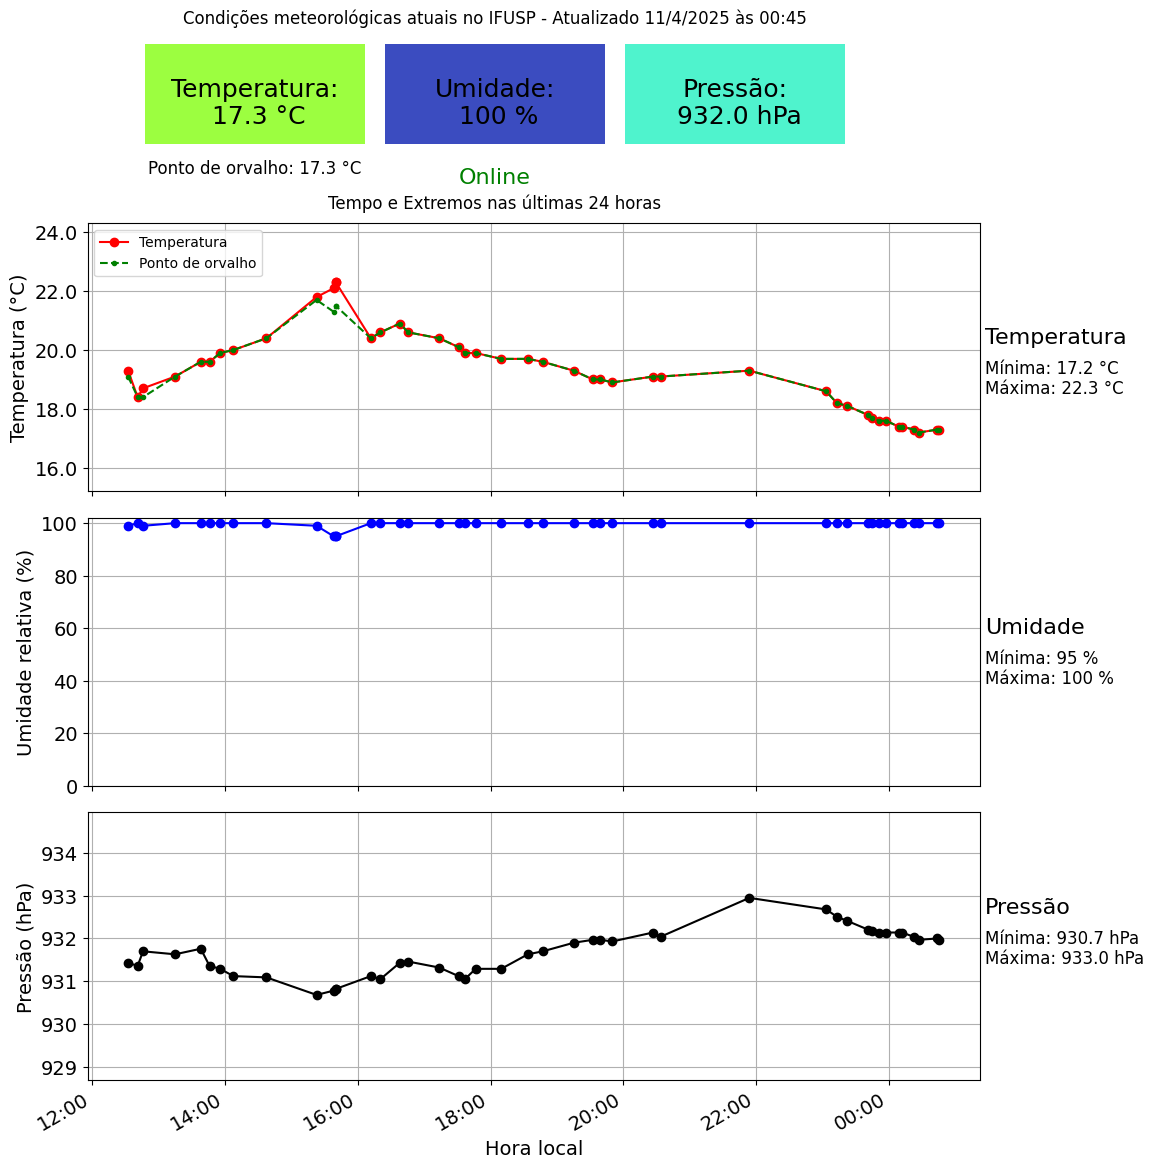 Condições meteorológicas atuais no IFUSP - Atualizado 11/4/2025 às 00:45
Temperatura:
17.3 °C
Umidade:
100 %
Pressão:
932.0 hPa
Ponto de orvalho: 17.3 °C
Online
Tempo e Extremos nas últimas 24 horas
Temperatura (°C)
24.0
22.0
20.0
18.0
16.0
Temperatura
Ponto de orvalho
Temperatura
Mínima: 17.2 °C
Máxima: 22.3 °C
Umidade relativa (%)
100
80
60
40
20
0
Umidade
Mínima: 95 %
Máxima: 100 %
Pressão (hPa)
934
933
932
931
930
929
Pressão
Mínima: 930.7 hPa
Máxima: 933.0 hPa
12:00 14:00 16:00 18:00 20:00 22:00 00:00
Hora local